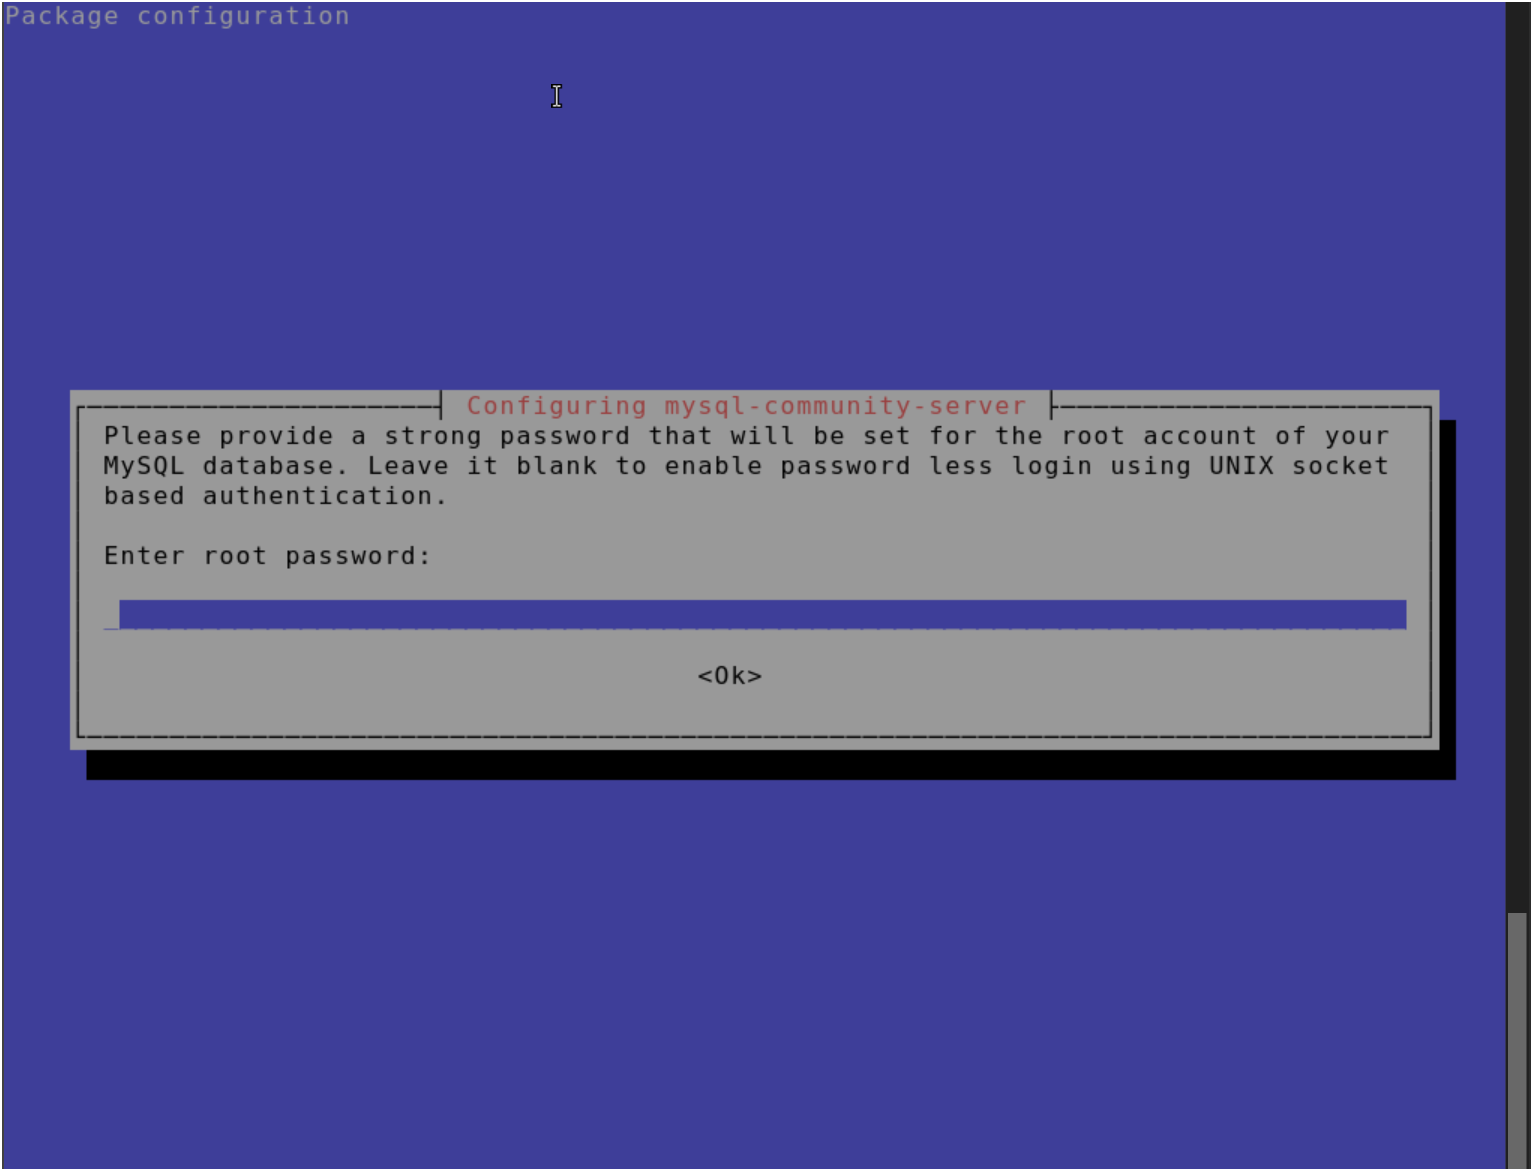 Package configuration
Configuring mysql-community-server
Please provide a strong password that will be set for the root account of your
MySQL database. Leave it blank to enable password less login using UNIX socket
based authentication.
Enter root password:
<Ok>